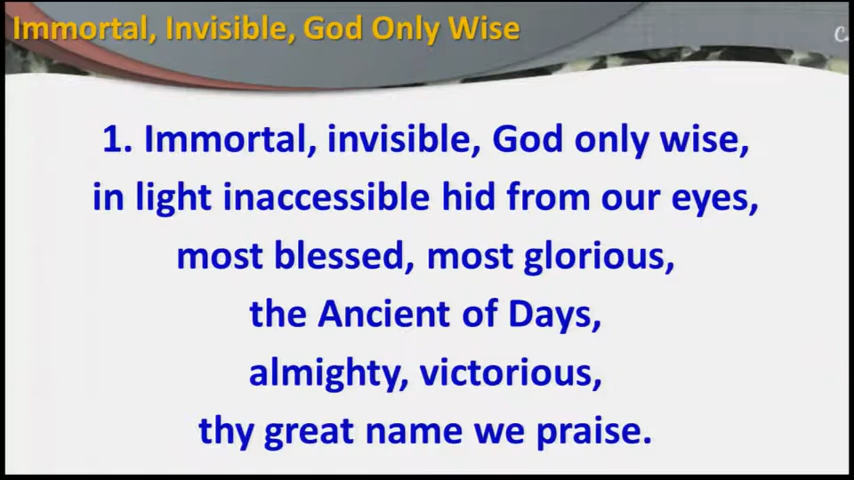 Immortal, Invisible, God Only Wise
1. Immortal, invisible, God only wise,
in light inaccessible hid from our eyes,
most blessed, most glorious,
the Ancient of Days,
almighty, victorious,
thy great name we praise.